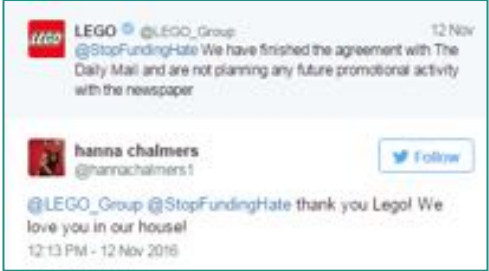 LEGO
LEGO @LEGO_Group 12 Nov
@StopFundingHate We have finished the agreement with The
Daily Mail and are not planning any future promotional activity
with the newspaper
hanna chalmers
@hannachalmers1
Follow
@LEGO_Group @StopFundingHate thank you Lego! We
love you in our house!
12:13 PM - 12 Nov 2016